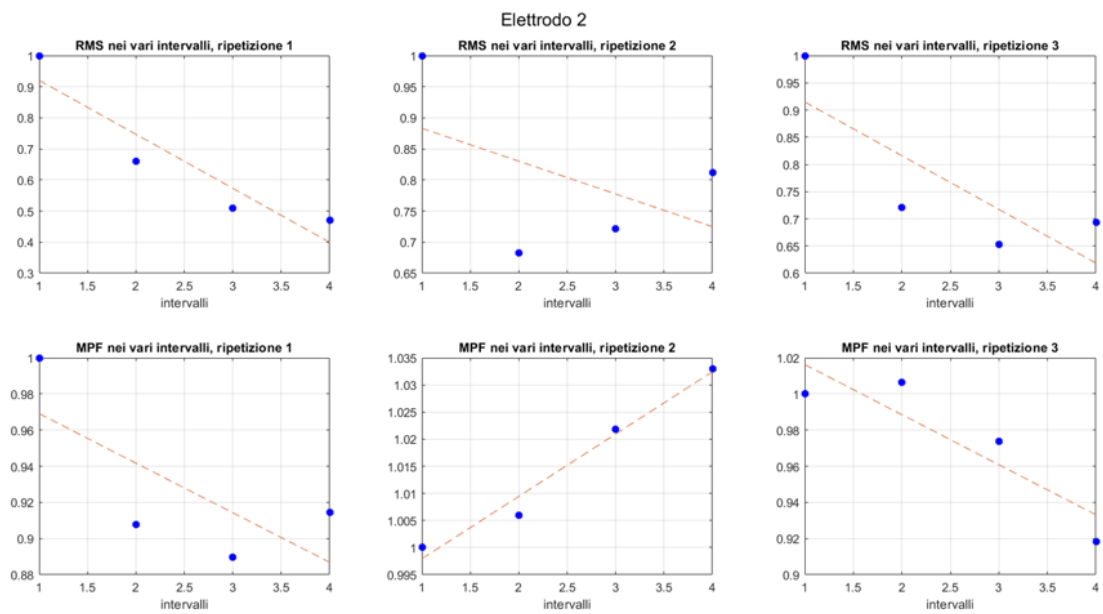 Elettrodo 2
RMS nei vari intervalli, ripetizione 1
1
0.9
0.8
0.7
0.6
0.5
0.4
0.3
1 1.5 2 2.5 3 3.5 4
intervalli
RMS nei vari intervalli, ripetizione 2
1
0.95
0.9
0.85
0.8
0.75
0.7
0.65
1 1.5 2 2.5 3 3.5 4
intervalli
RMS nei vari intervalli, ripetizione 3
1
0.95
0.9
0.85
0.8
0.75
0.7
0.65
0.6
1 1.5 2 2.5 3 3.5 4
intervalli
MPF nei vari intervalli, ripetizione 1
1
0.98
0.96
0.94
0.92
0.9
0.88
1 1.5 2 2.5 3 3.5 4
intervalli
MPF nei vari intervalli, ripetizione 2
1.035
1.03
1.025
1.02
1.015
1.01
1.005
1
0.995
1 1.5 2 2.5 3 3.5 4
intervalli
MPF nei vari intervalli, ripetizione 3
1.02
1
0.98
0.96
0.94
0.92
0.9
1 1.5 2 2.5 3 3.5 4
intervalli